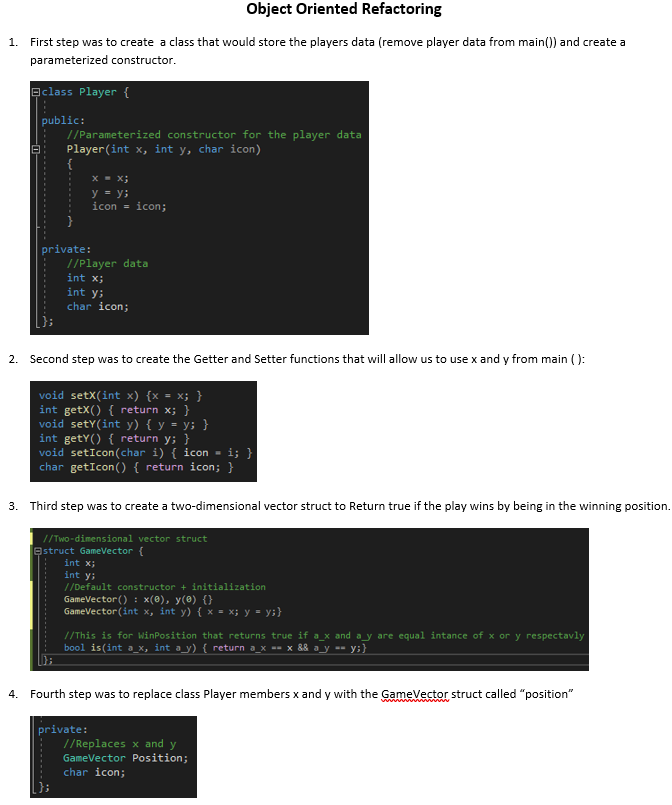 Object Oriented Refactoring
1. First step was to create a class that would store the players data (remove player data from main()) and create a
parameterized constructor.
class Player {
public:
//Parameterized constructor for the player data
Player(int x, int y, char icon)
{
x = x;
y = y;
icon = icon;
}
private:
//Player data
int x;
int y;
char icon;
};
2. Second step was to create the Getter and Setter functions that will allow us to use x and y from main ( ):
void setX(int x) {x = x; }
int getX() { return x; }
void setY(int y) { y = y; }
int getY() { return y; }
void setIcon(char i) { icon = i; }
char getIcon() { return icon; }
3. Third step was to create a two-dimensional vector struct to Return true if the play wins by being in the winning position.
//Two-dimensional vector struct
struct GameVector {
int x;
int y;
//Default constructor + initialization
GameVector() : x(0), y(0) {}
GameVector(int x, int y) { x = x; y = y;}
//This is for WinPosition that returns true if a_x and a_y are equal intance of x or y respectavly
bool is(int a_x, int a_y) { return a_x == x && a_y == y;}
};
4. Fourth step was to replace class Player members x and y with the GameVector struct called “position”
private:
//Replaces x and y
GameVector Position;
char icon;
};